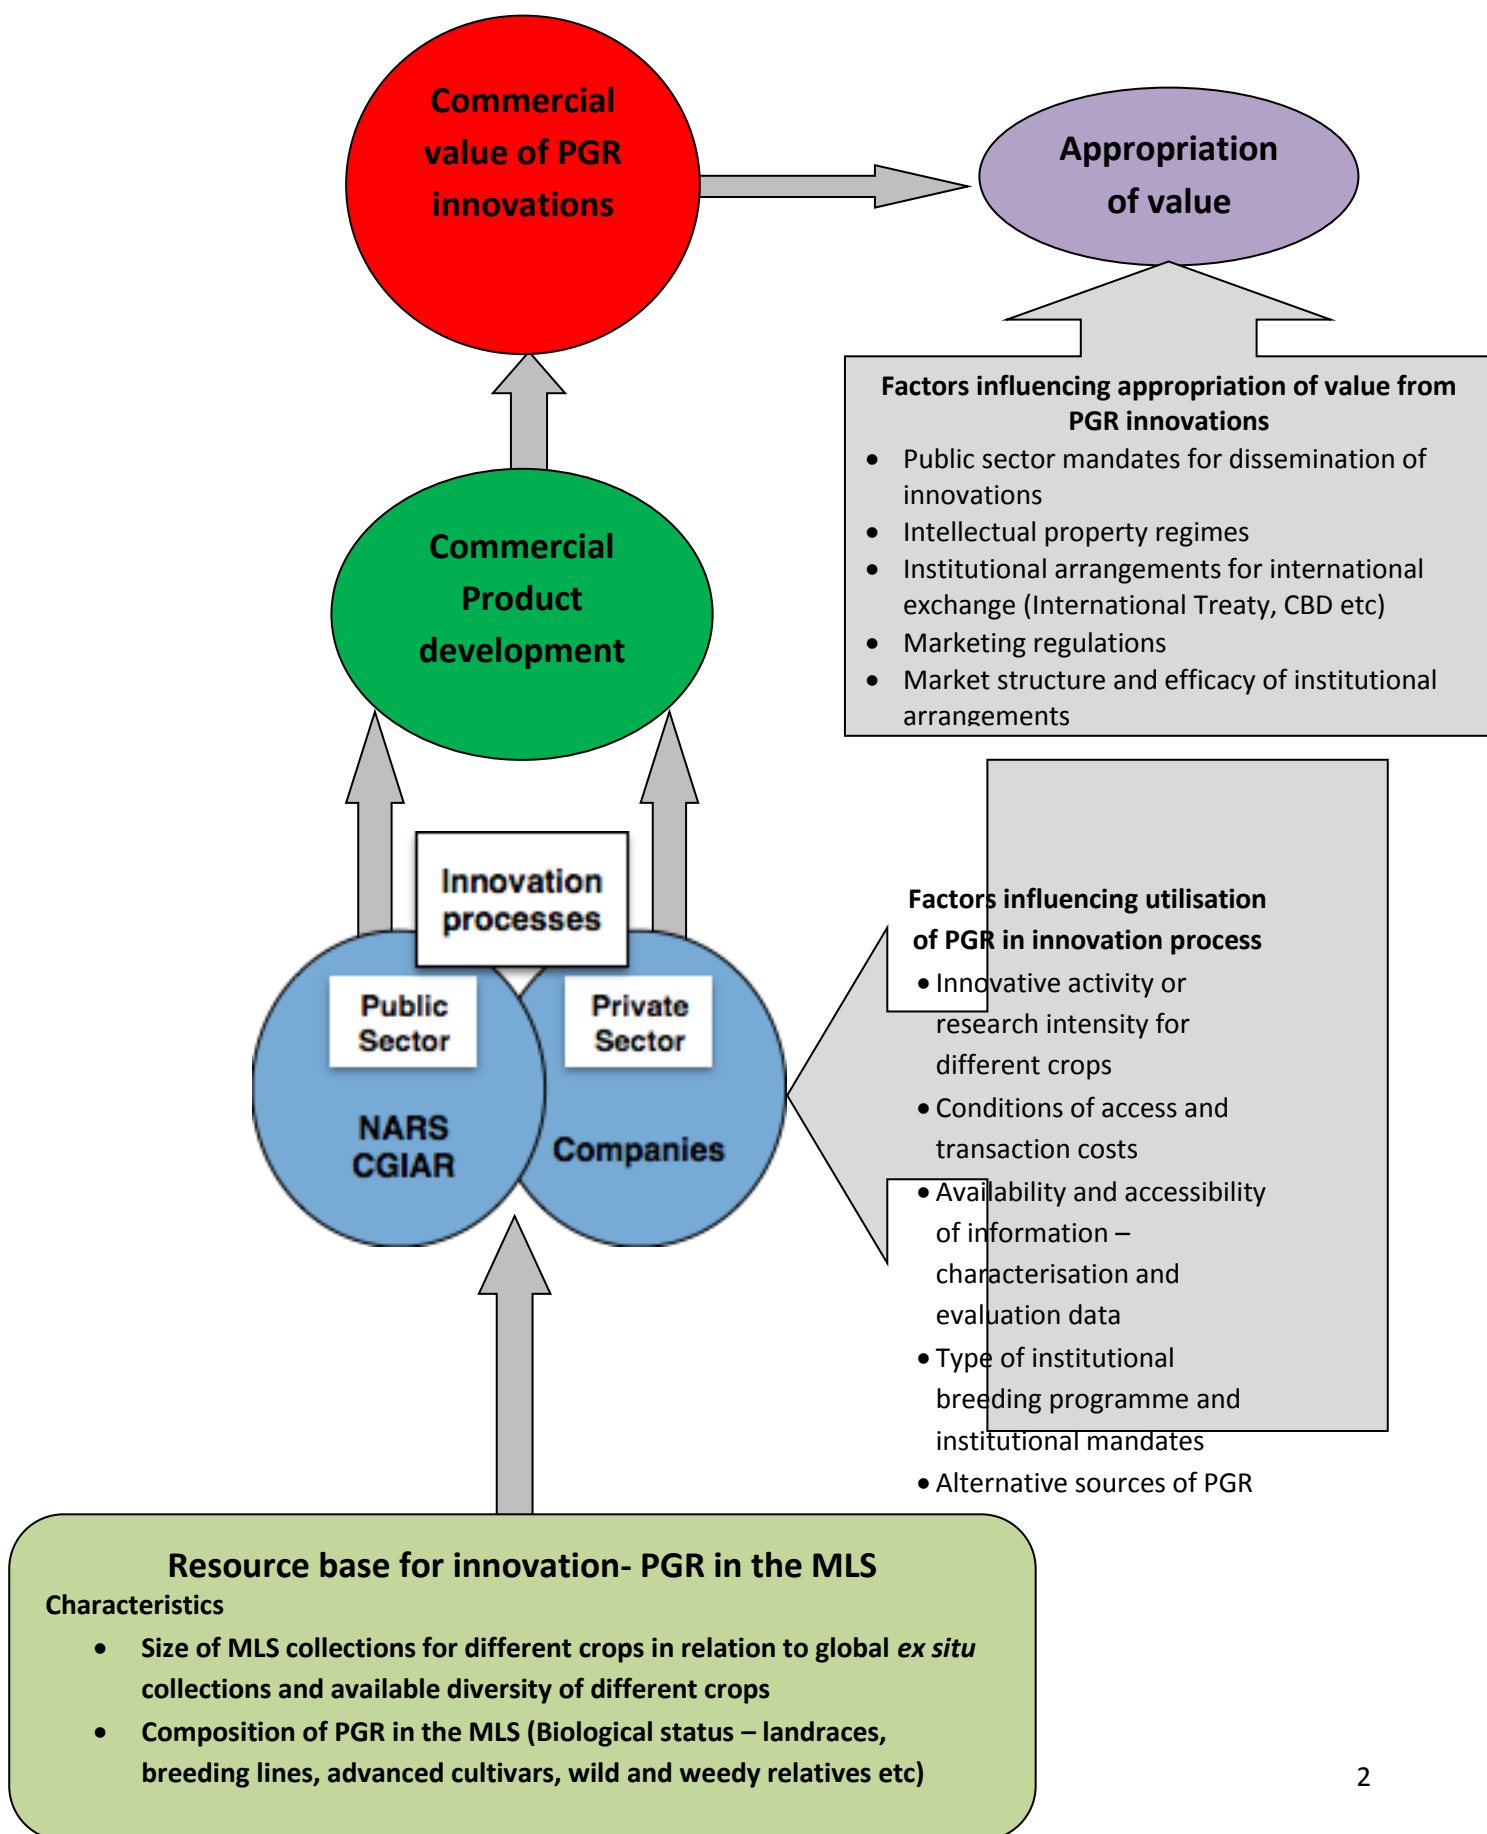 Commercial
value of PGR
innovations
Appropriation
of value
Factors influencing appropriation of value from
PGR innovations
• Public sector mandates for dissemination of
innovations
• Intellectual property regimes
• Institutional arrangements for international
exchange (International Treaty, CBD etc)
• Marketing regulations
• Market structure and efficacy of institutional
arrangements
Commercial
Product
development
Innovation
processes
Public
Sector
Private
Sector
NARS
CGIAR
Companies
Factors influencing utilisation
of PGR in innovation process
• Innovative activity or
research intensity for
different crops
• Conditions of access and
transaction costs
• Availability and accessibility
of information –
characterisation and
evaluation data
• Type of institutional
breeding programme and
institutional mandates
• Alternative sources of PGR
Resource base for innovation- PGR in the MLS
Characteristics
• Size of MLS collections for different crops in relation to global ex situ
collections and available diversity of different crops
• Composition of PGR in the MLS (Biological status – landraces,
breeding lines, advanced cultivars, wild and weedy relatives etc)
2